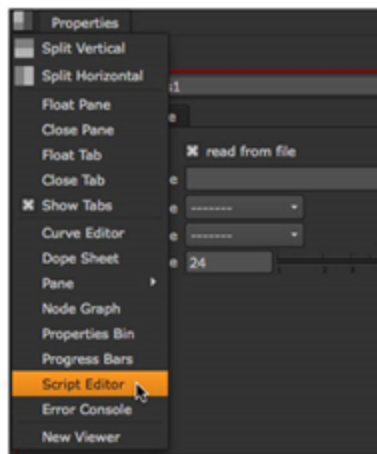 Properties
Split Vertical
Split Horizontal
Float Pane
Close Pane
Float Tab
Close Tab
Show Tabs
Curve Editor
Dope Sheet
Pane
Node Graph
Properties Bin
Progress Bars
Script Editor
Error Console
New Viewer
s1
e
read from file
e
e -------
e -------
e 24